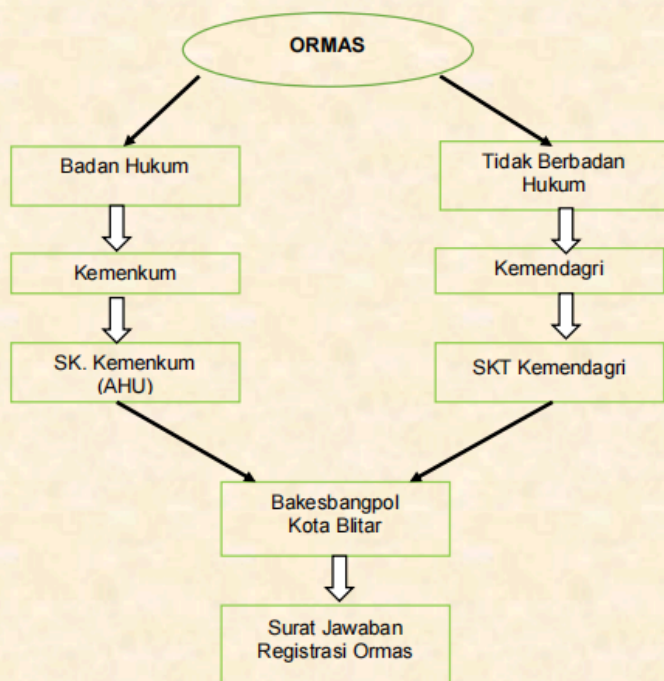 ORMAS
Badan Hukum
Tidak Berbadan
Hukum
Kemenkum
Kemendagri
SK. Kemenkum
(AHU)
SKT Kemendagri
Bakesbangpol
Kota Blitar
Surat Jawaban
Registrasi Ormas